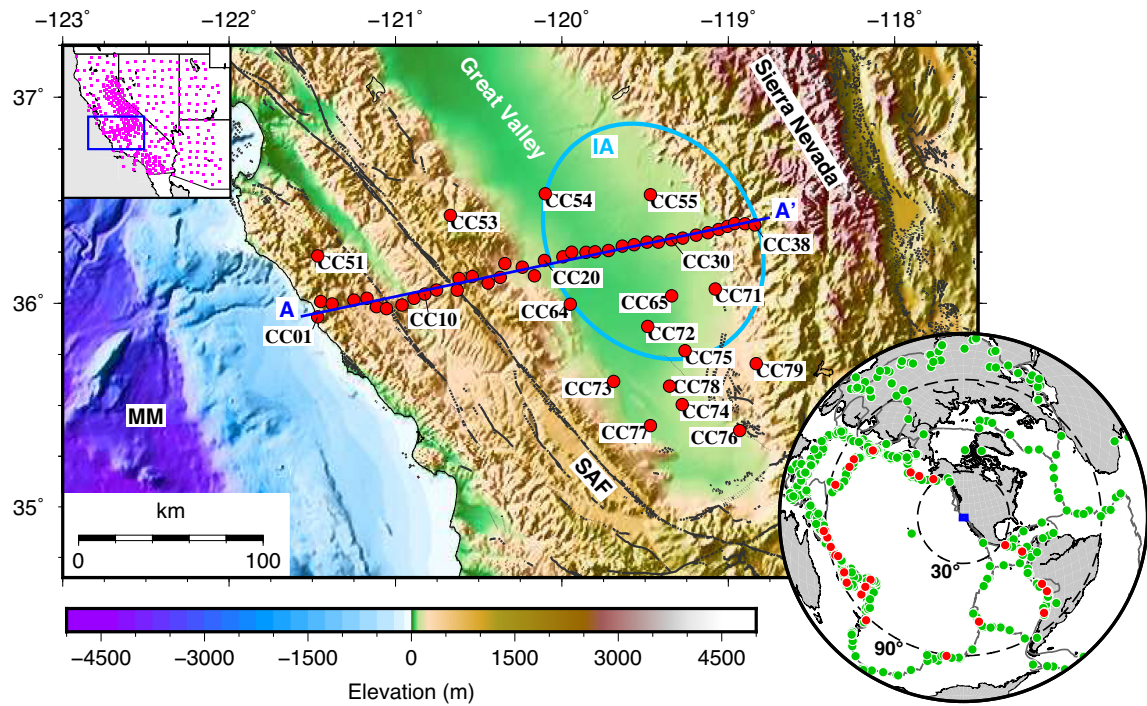 −123˚ −122˚ −121˚ −120˚ −119˚ −118˚
37˚
36˚
35˚
Great Valley
Sierra Nevada
IA
CC54
CC55
CC53
A'
CC51
CC38
CC30
CC20
A
CC65
CC71
CC64
CC10
CC01
CC72
CC75
CC79
CC73
CC78
MM
CC74
CC77
CC76
SAF
km
0 100
30˚
90˚
−4500 −3000 −1500 0 1500 3000 4500
Elevation (m)